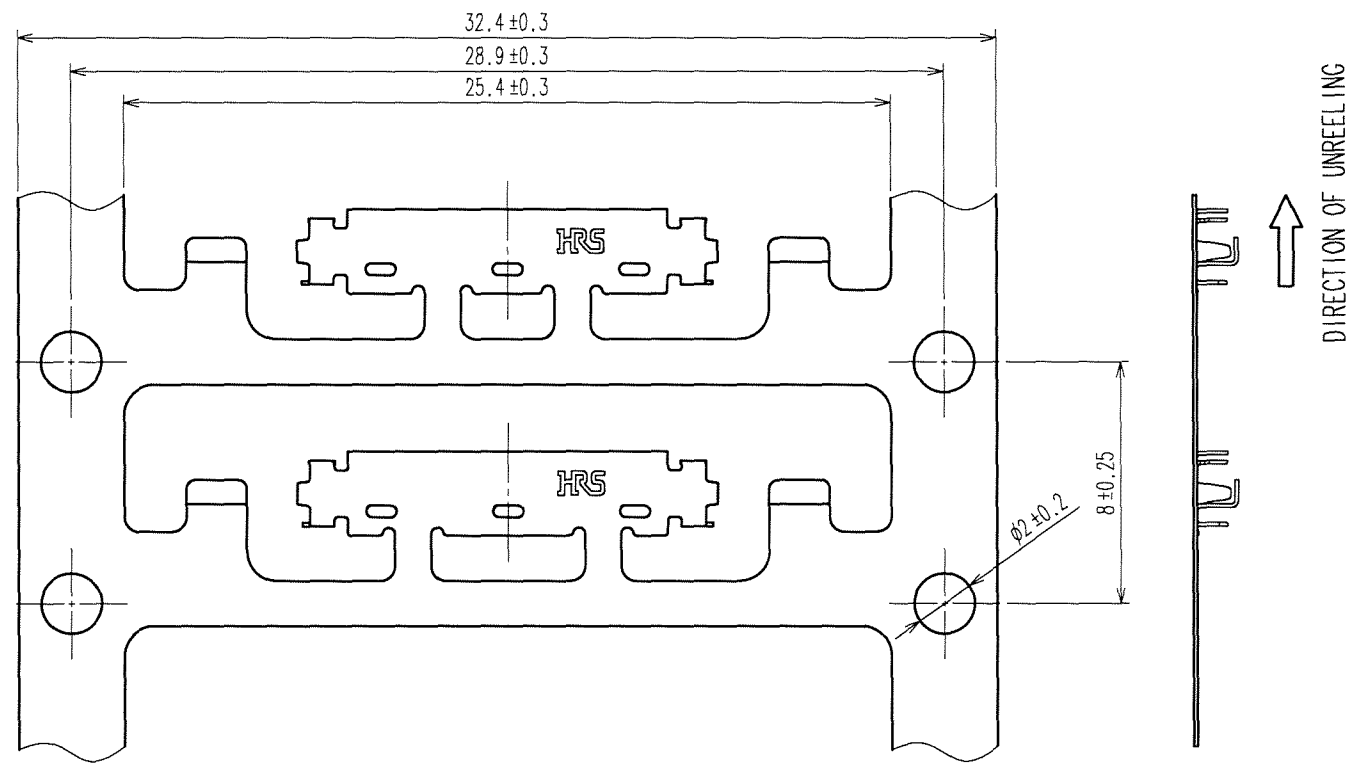 32.4±0.3
28.9±0.3
25.4±0.3
HRS
DIRECTION OF UNREELING
HRS
8±0.25
φ2±0.2